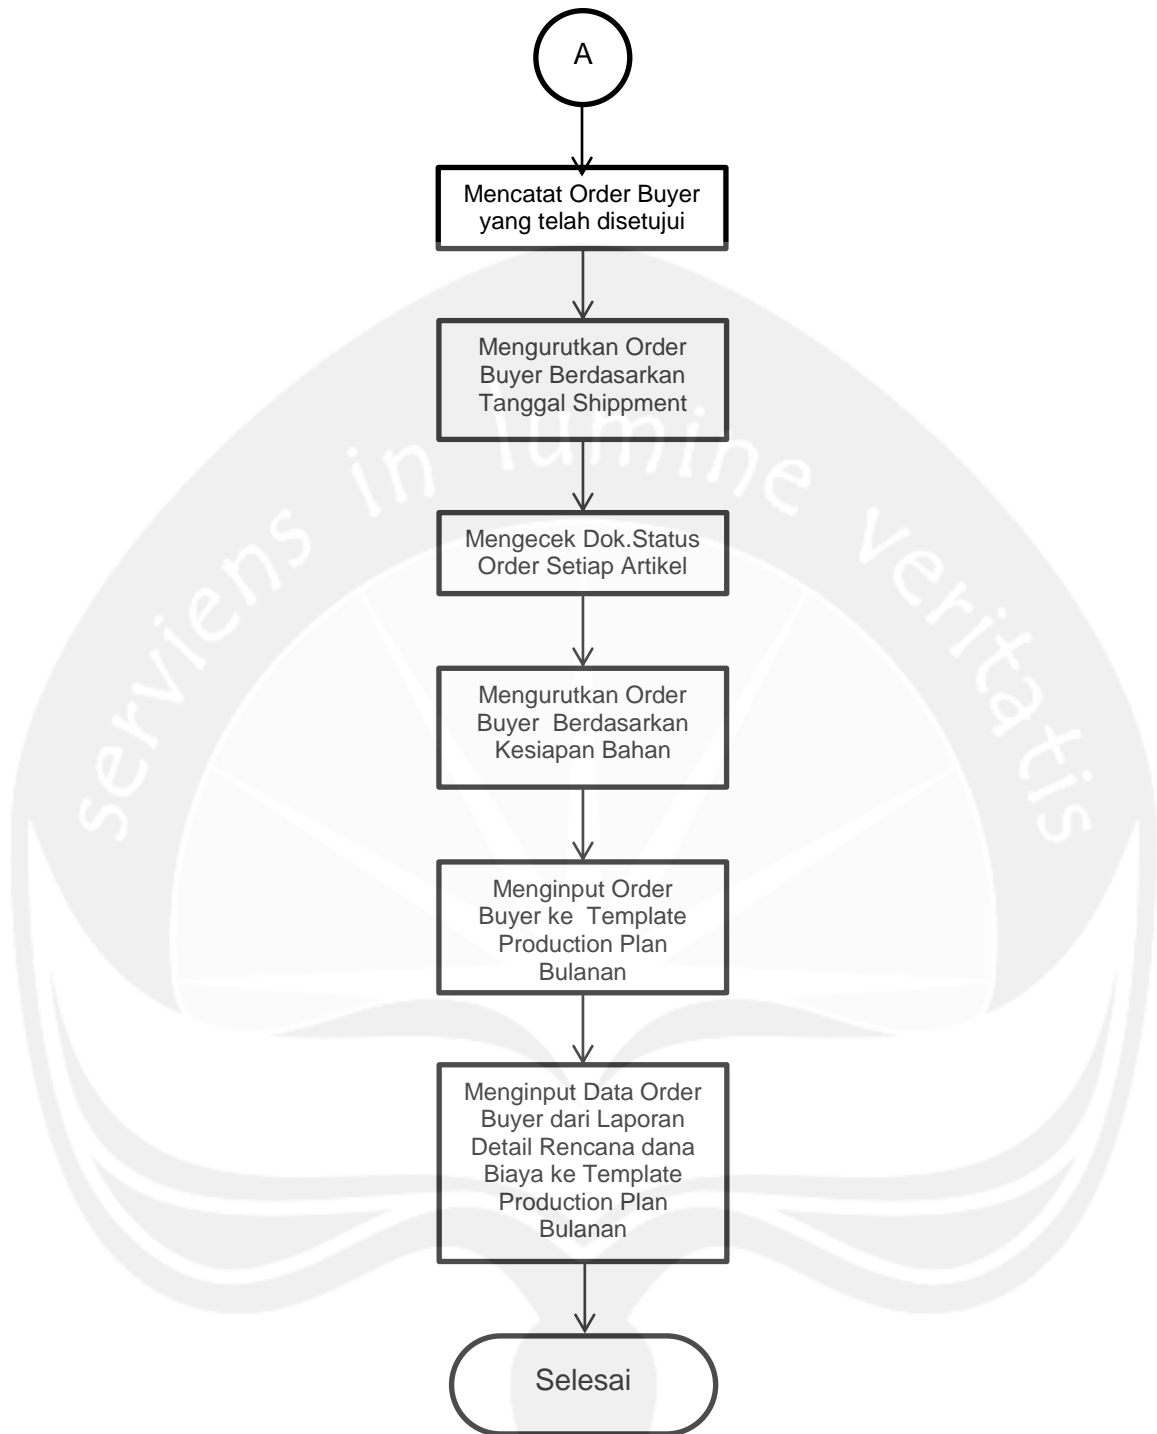 A
Mencatat Order Buyer
yang telah disetujui
Mengurutkan Order
Buyer Berdasarkan
Tanggal Shippment
serviens in lumine veritatis
Mengecek Dok.Status
Order Setiap Artikel
Mengurutkan Order
Buyer  Berdasarkan
Kesiapan Bahan
Menginput Order
Buyer ke  Template
Production Plan
Bulanan
Menginput Data Order
Buyer dari Laporan
Detail Rencana dana
Biaya ke Template
Production Plan
Bulanan
Selesai